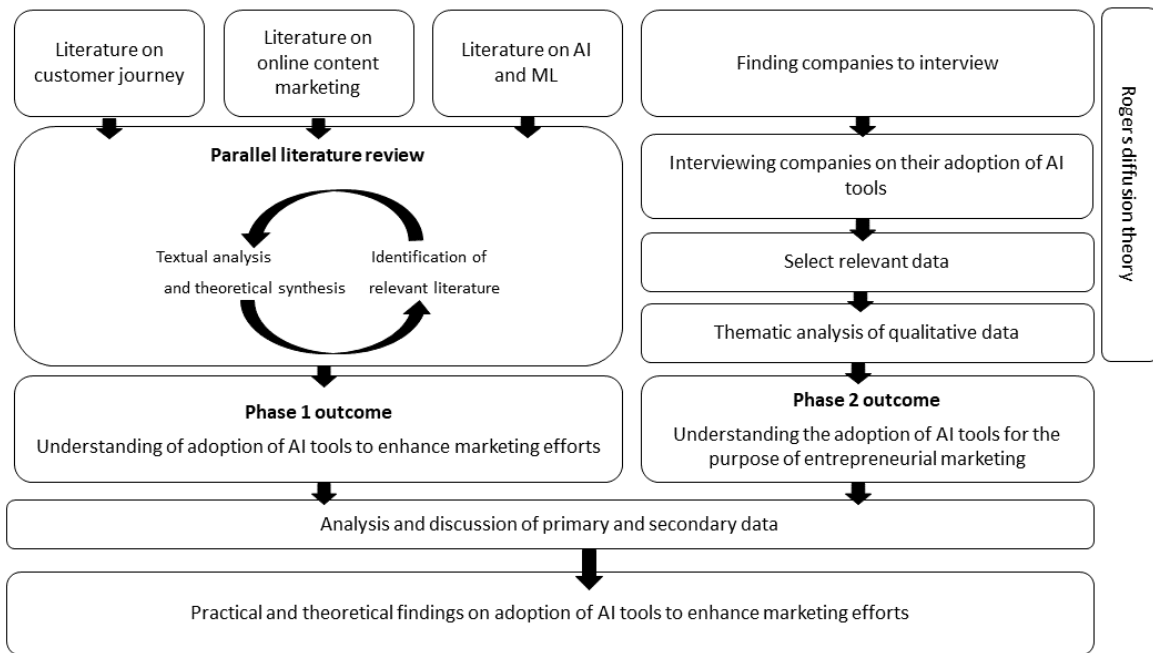 Literature on
customer journey
Literature on
online content
marketing
Literature on AI
and ML
Finding companies to interview
Rogers diffusion theory
Parallel literature review
Textual analysis
and theoretical synthesis
Identification of
relevant literature
Interviewing companies on their adoption of AI
tools
Select relevant data
Thematic analysis of qualitative data
Phase 1 outcome
Understanding of adoption of AI tools to enhance marketing efforts
Phase 2 outcome
Understanding the adoption of AI tools for the
purpose of entrepreneurial marketing
Analysis and discussion of primary and secondary data
Practical and theoretical findings on adoption of AI tools to enhance marketing efforts